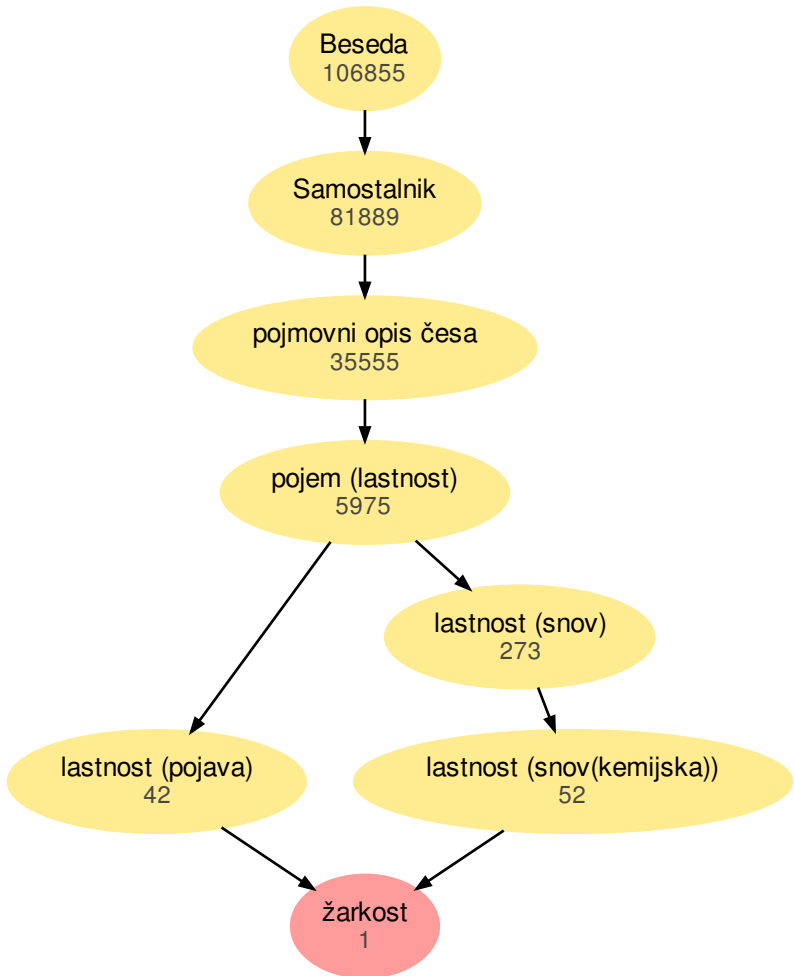 Beseda
106855
Samostalnik
81889
pojmovni opis česa
35555
pojem (lastnost)
5975
lastnost (snov)
273
lastnost (pojava)
42
lastnost (snov(kemijska))
52
žarkost
1